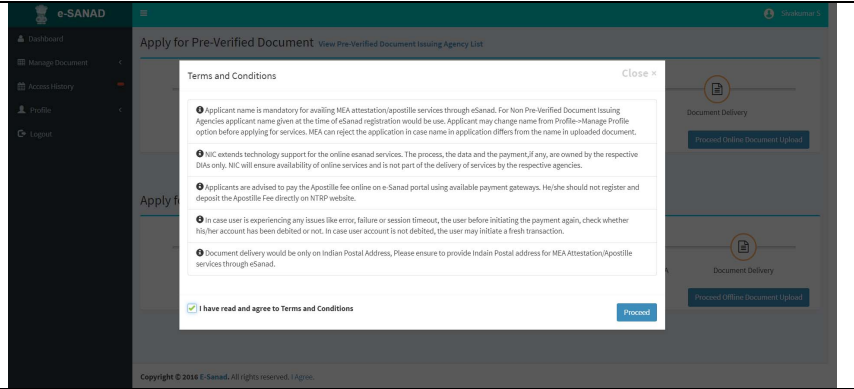 e-SANAD
Sivakumar S
Dashboard
Manage Document
Access History
Profile
Logout
Apply for Pre-Verified Document View Pre-Verified Document Issuing Agency List
Document Delivery
Proceed Online Document Upload
Terms and Conditions
Close ×
Applicant name is mandatory for availing MEA attestation/apostille services through eSanad. For Non Pre-Verified Document Issuing
Agencies applicant name given at the time of eSanad registration would be use. Applicant may change name from Profile->Manage Profile
option before applying for services. MEA can reject the application in case name in application differs from the name in uploaded document.
NIC extends technology support for the online esanad services. The process, the data and the payment,if any, are owned by the respective
DIAs only. NIC will ensure availability of online services and is not part of the delivery of services by the respective agencies.
Applicants are advised to pay the Apostille fee online on e-Sanad portal using available payment gateways. He/she should not register and
deposit the Apostille Fee directly on NTRP website.
In case user is experiencing any issues like error, failure or session timeout, the user before initiating the payment again, check whether
his/her account has been debited or not. In case user account is not debited, the user may initiate a fresh transaction.
Document delivery would be only on Indian Postal Address, Please ensure to provide Indain Postal address for MEA Attestation/Apostille
services through eSanad.
I have read and agree to Terms and Conditions
Proceed
Apply f
A
Document Delivery
Proceed Offline Document Upload
Copyright © 2016 E-Sanad. All rights reserved. I Agree.